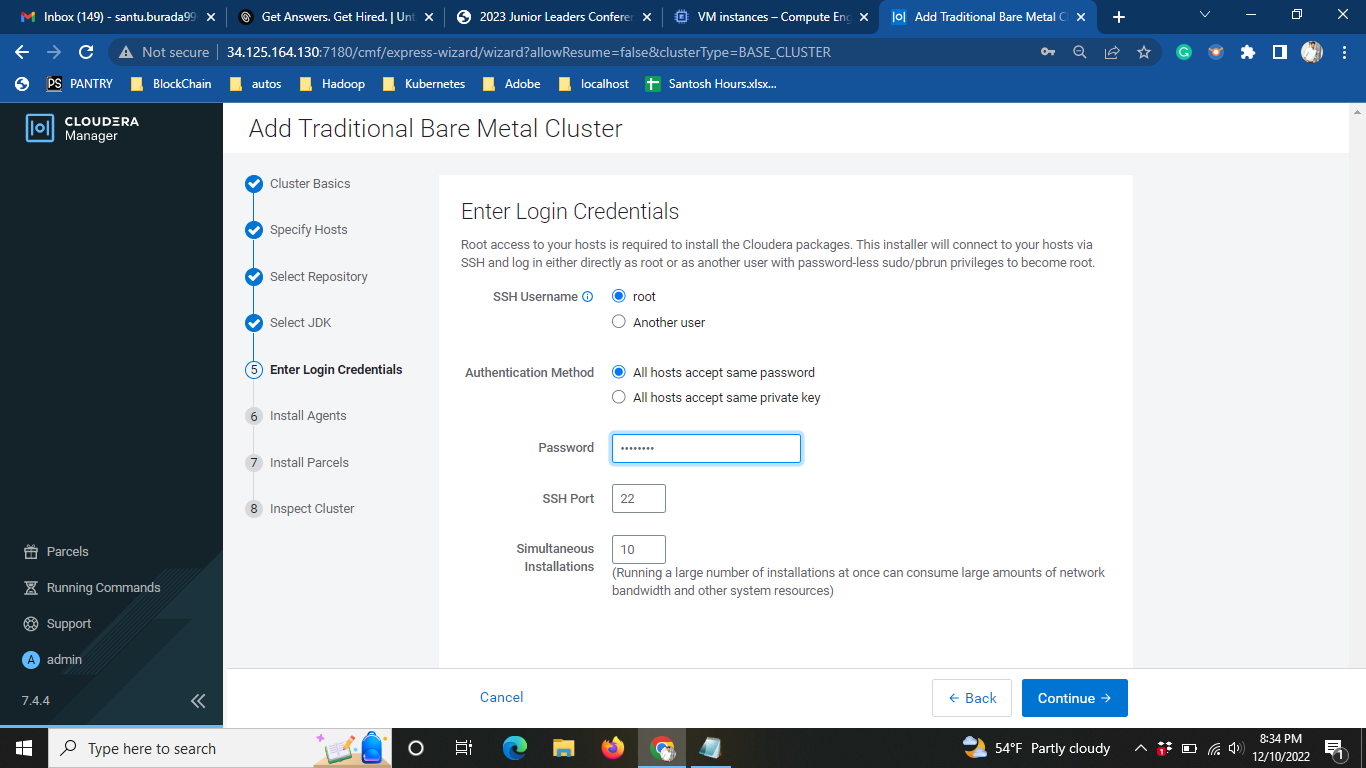 Inbox (149) - santu.burada99
Get Answers. Get Hired. | Unt
2023 Junior Leaders Conferen
VM instances – Compute Eng
Add Traditional Bare Metal Cl
Not secure
34.125.164.130:7180/cmf/express-wizard/wizard?allowResume=false&clusterType=BASE_CLUSTER
PS PANTRY
BlockChain
autos
Hadoop
Kubernetes
Adobe
localhost
Santosh Hours.xlsx...
CLOUDERA
Manager
Add Traditional Bare Metal Cluster
Cluster Basics
Specify Hosts
Select Repository
Select JDK
5 Enter Login Credentials
6 Install Agents
7 Install Parcels
8 Inspect Cluster
Enter Login Credentials
Root access to your hosts is required to install the Cloudera packages. This installer will connect to your hosts via
SSH and log in either directly as root or as another user with password-less sudo/pbrun privileges to become root.
SSH Username
root
Another user
Authentication Method
All hosts accept same password
All hosts accept same private key
Password
••••••••
SSH Port
22
Simultaneous
Installations
10
(Running a large number of installations at once can consume large amounts of network
bandwidth and other system resources)
Parcels
Running Commands
Support
A admin
7.4.4
Cancel
← Back
Continue →
Type here to search
54°F Partly cloudy
8:34 PM
12/10/2022
1